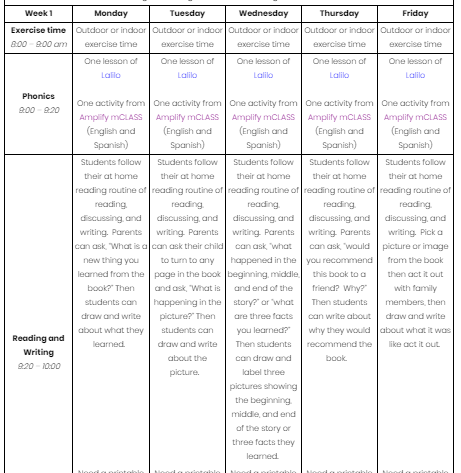 Week 1
Monday
Tuesday
Wednesday
Thursday
Friday
Exercise time
8:00 - 9:00 am
Outdoor or indoor
exercise time
Outdoor or indoor
exercise time
Outdoor or indoor
exercise time
Outdoor or indoor
exercise time
Outdoor or indoor
exercise time
Phonics
9:00 - 9:20
One lesson of
Lalilo
One activity from
Amplify mCLASS
(English and
Spanish)
One lesson of
Lalilo
One activity from
Amplify mCLASS
(English and
Spanish)
One lesson of
Lalilo
One activity from
Amplify mCLASS
(English and
Spanish)
One lesson of
Lalilo
One activity from
Amplify mCLASS
(English and
Spanish)
One lesson of
Lalilo
One activity from
Amplify mCLASS
(English and
Spanish)
Reading and
Writing
9:20 - 10:00
Students follow
their at home
reading routine of
reading,
discussing, and
writing. Parents
can ask, "What is a
new thing you
learned from the
book?" Then
students can
draw and write
about what they
learned.
Need a printable
Students follow
their at home
reading routine of
reading,
discussing, and
writing. Parents
can ask their child
to turn to any
page in the book
and ask, "What is
happening in the
picture?" Then
students can
draw and write
about the
picture.
Need a printable
Students follow
their at home
reading routine of
reading,
discussing, and
writing. Parents
can ask, "what
happened in the
beginning, middle,
and end of the
story?" or "what
are three facts
you learned?"
Then students
can draw and
label three
pictures showing
the beginning,
middle, and end
of the story or
three facts they
learned.
Need a printable
Students follow
their at home
reading routine of
reading,
discussing, and
writing. Parents
can ask, "would
you recommend
this book to a
friend? Why?"
Then students
can write about
why they would
recommend the
book.
Need a printable
Students follow
their at home
reading routine of
reading,
discussing, and
writing. Pick a
picture or image
from the book
then act it out
with family
members, then
draw and write
about what it was
like act it out.
Need a printable